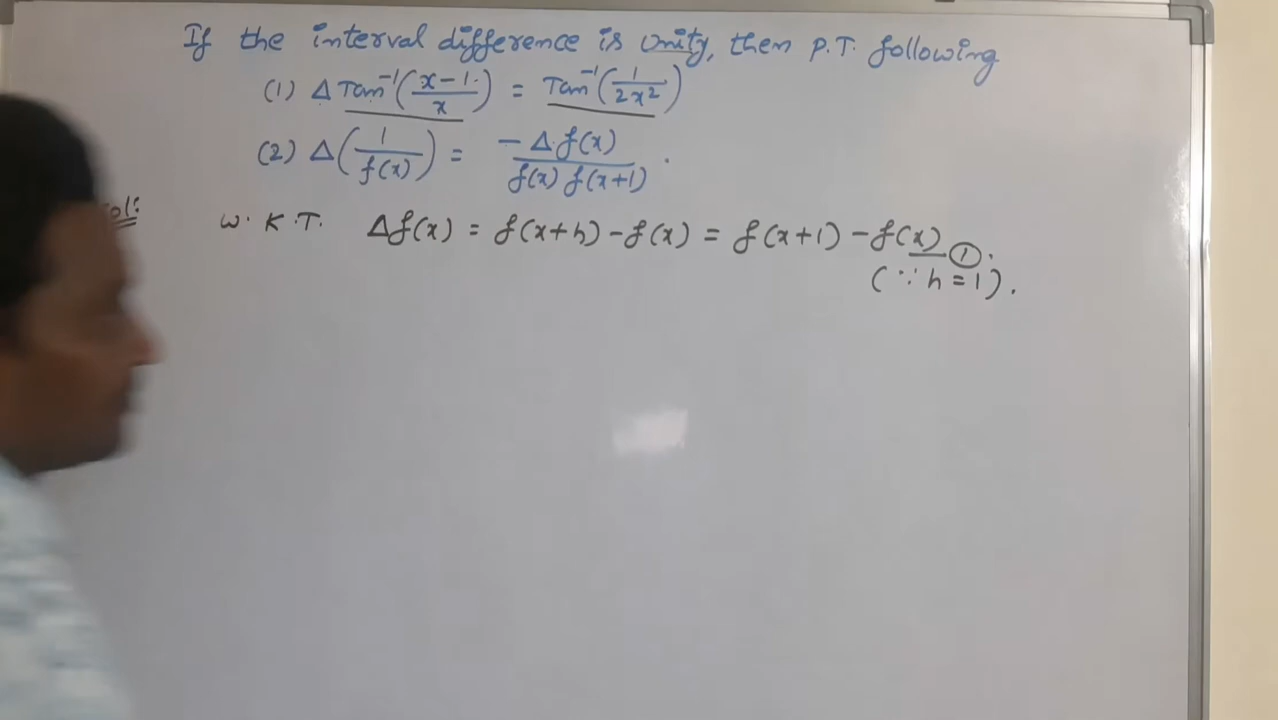 If the interval difference is Unity, then P.T. following
(1) Δ Tan⁻¹((x-1)/x) = Tan⁻¹(1/(2x²))
(2) Δ(1/f(x)) = -Δf(x)/(f(x) f(x+1)).
ol:
W.K.T. Δf(x) = f(x+h) - f(x) = f(x+1) - f(x) ①.
(∵ h = 1).